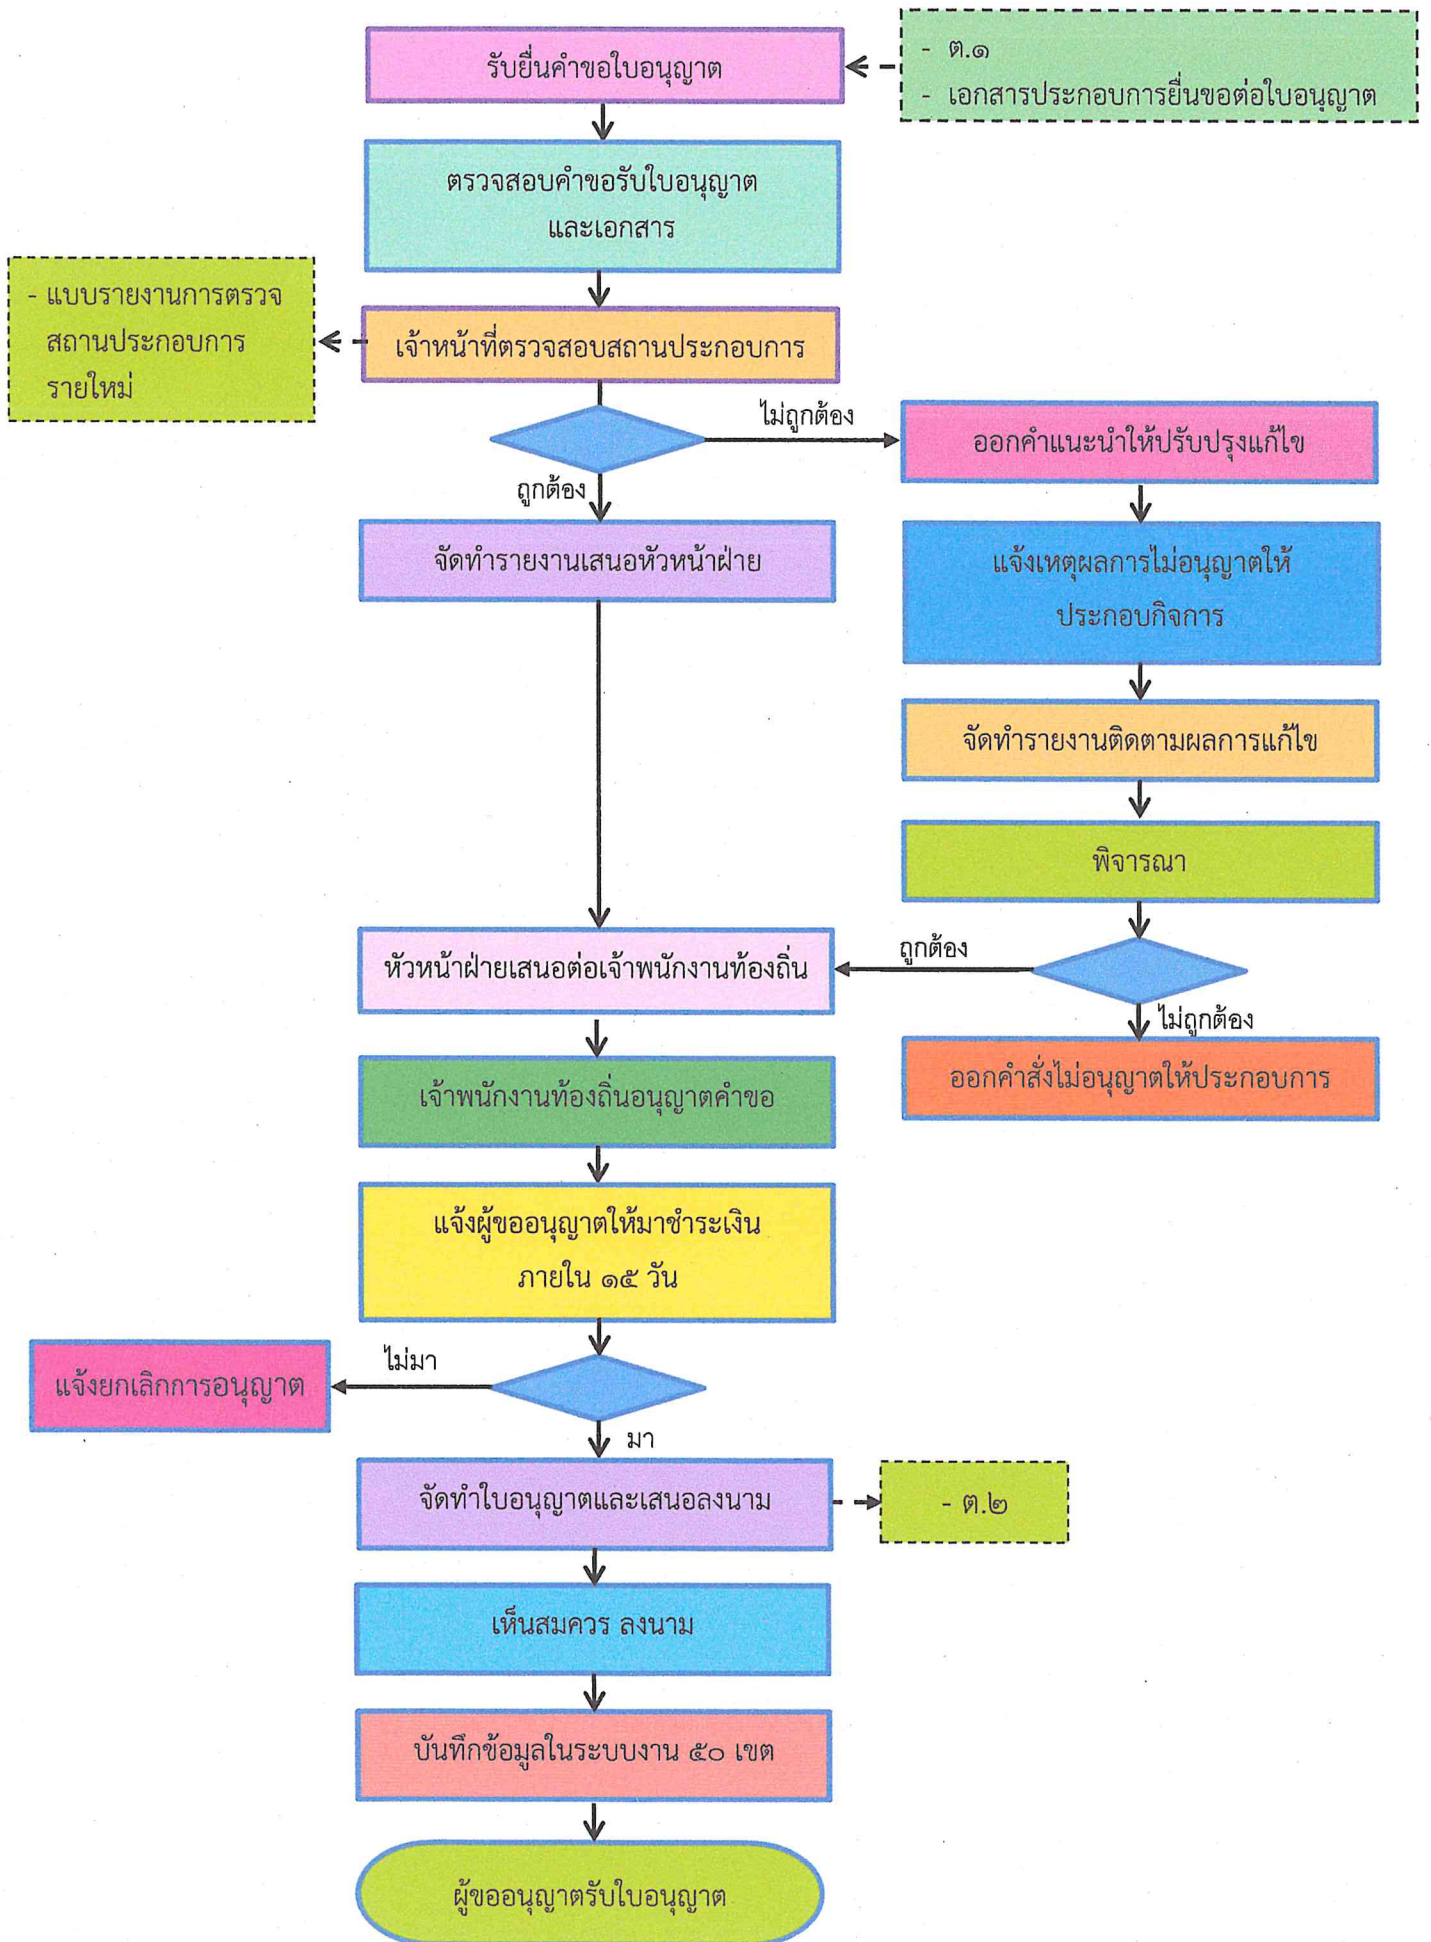 รับยื่นคำขอใบอนุญาต
- ต.๑
- เอกสารประกอบการยื่นขอต่อใบอนุญาต
ตรวจสอบคำขอรับใบอนุญาต
และเอกสาร
- แบบรายงานการตรวจ
สถานประกอบการ
รายใหม่
เจ้าหน้าที่ตรวจสอบสถานประกอบการ
ไม่ถูกต้อง
ออกคำแนะนำให้ปรับปรุงแก้ไข
ถูกต้อง
จัดทำรายงานเสนอหัวหน้าฝ่าย
แจ้งเหตุผลการไม่อนุญาตให้
ประกอบกิจการ
จัดทำรายงานติดตามผลการแก้ไข
พิจารณา
ถูกต้อง
หัวหน้าฝ่ายเสนอต่อเจ้าพนักงานท้องถิ่น
ไม่ถูกต้อง
ออกคำสั่งไม่อนุญาตให้ประกอบการ
เจ้าพนักงานท้องถิ่นอนุญาตคำขอ
แจ้งผู้ขออนุญาตให้มาชำระเงิน
ภายใน ๑๕ วัน
ไม่มา
แจ้งยกเลิกการอนุญาต
มา
จัดทำใบอนุญาตและเสนอลงนาม
- ต.๒
เห็นสมควร ลงนาม
บันทึกข้อมูลในระบบงาน ๕๐ เขต
ผู้ขออนุญาตรับใบอนุญาต